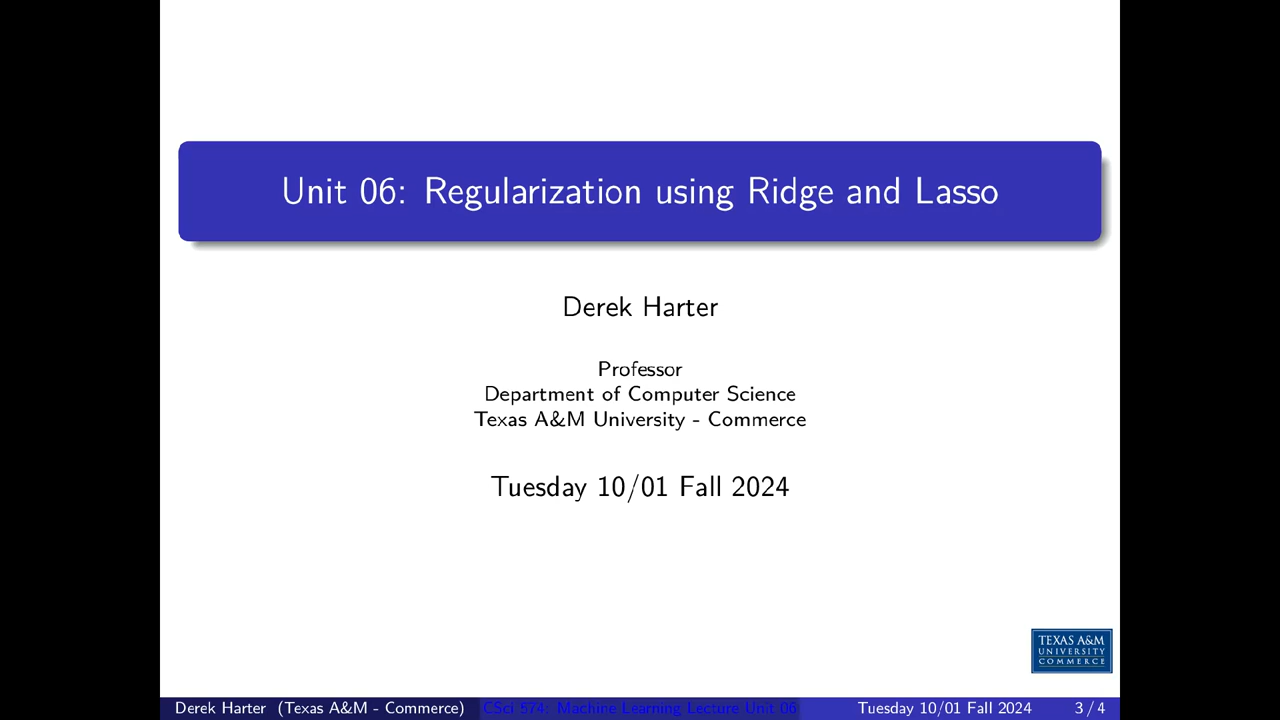 Unit 06: Regularization using Ridge and Lasso
Derek Harter
Professor
Department of Computer Science
Texas A&M University - Commerce
Tuesday 10/01 Fall 2024
TEXAS A&M
UNIVERSITY
COMMERCE
Derek Harter (Texas A&M - Commerce) CSci 574: Machine Learning Lecture Unit 06 Tuesday 10/01 Fall 2024 3 / 4